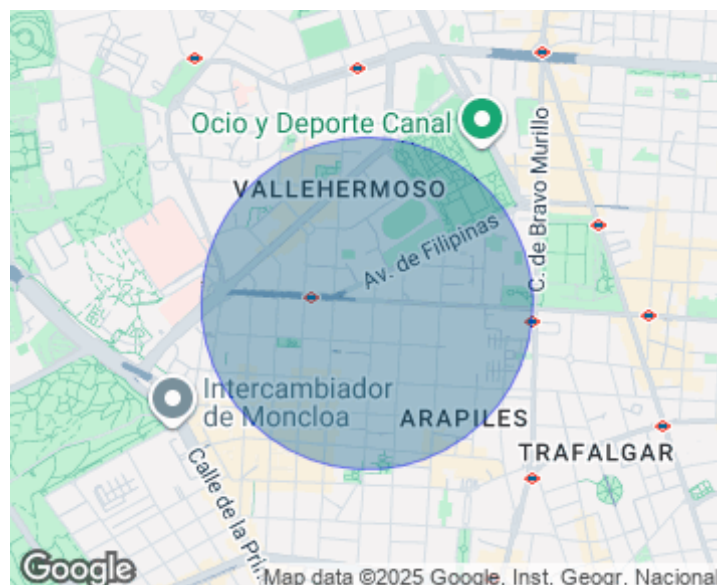 Ocio y Deporte Canal
VALLEHERMOSO
C. de Bravo Murillo
Av. de Filipinas
Intercambiador
de Moncloa
ARAPILES
TRAFALGAR
Calle de la Pri
Google
Map data ©2025 Google, Inst. Geogr. Nacional